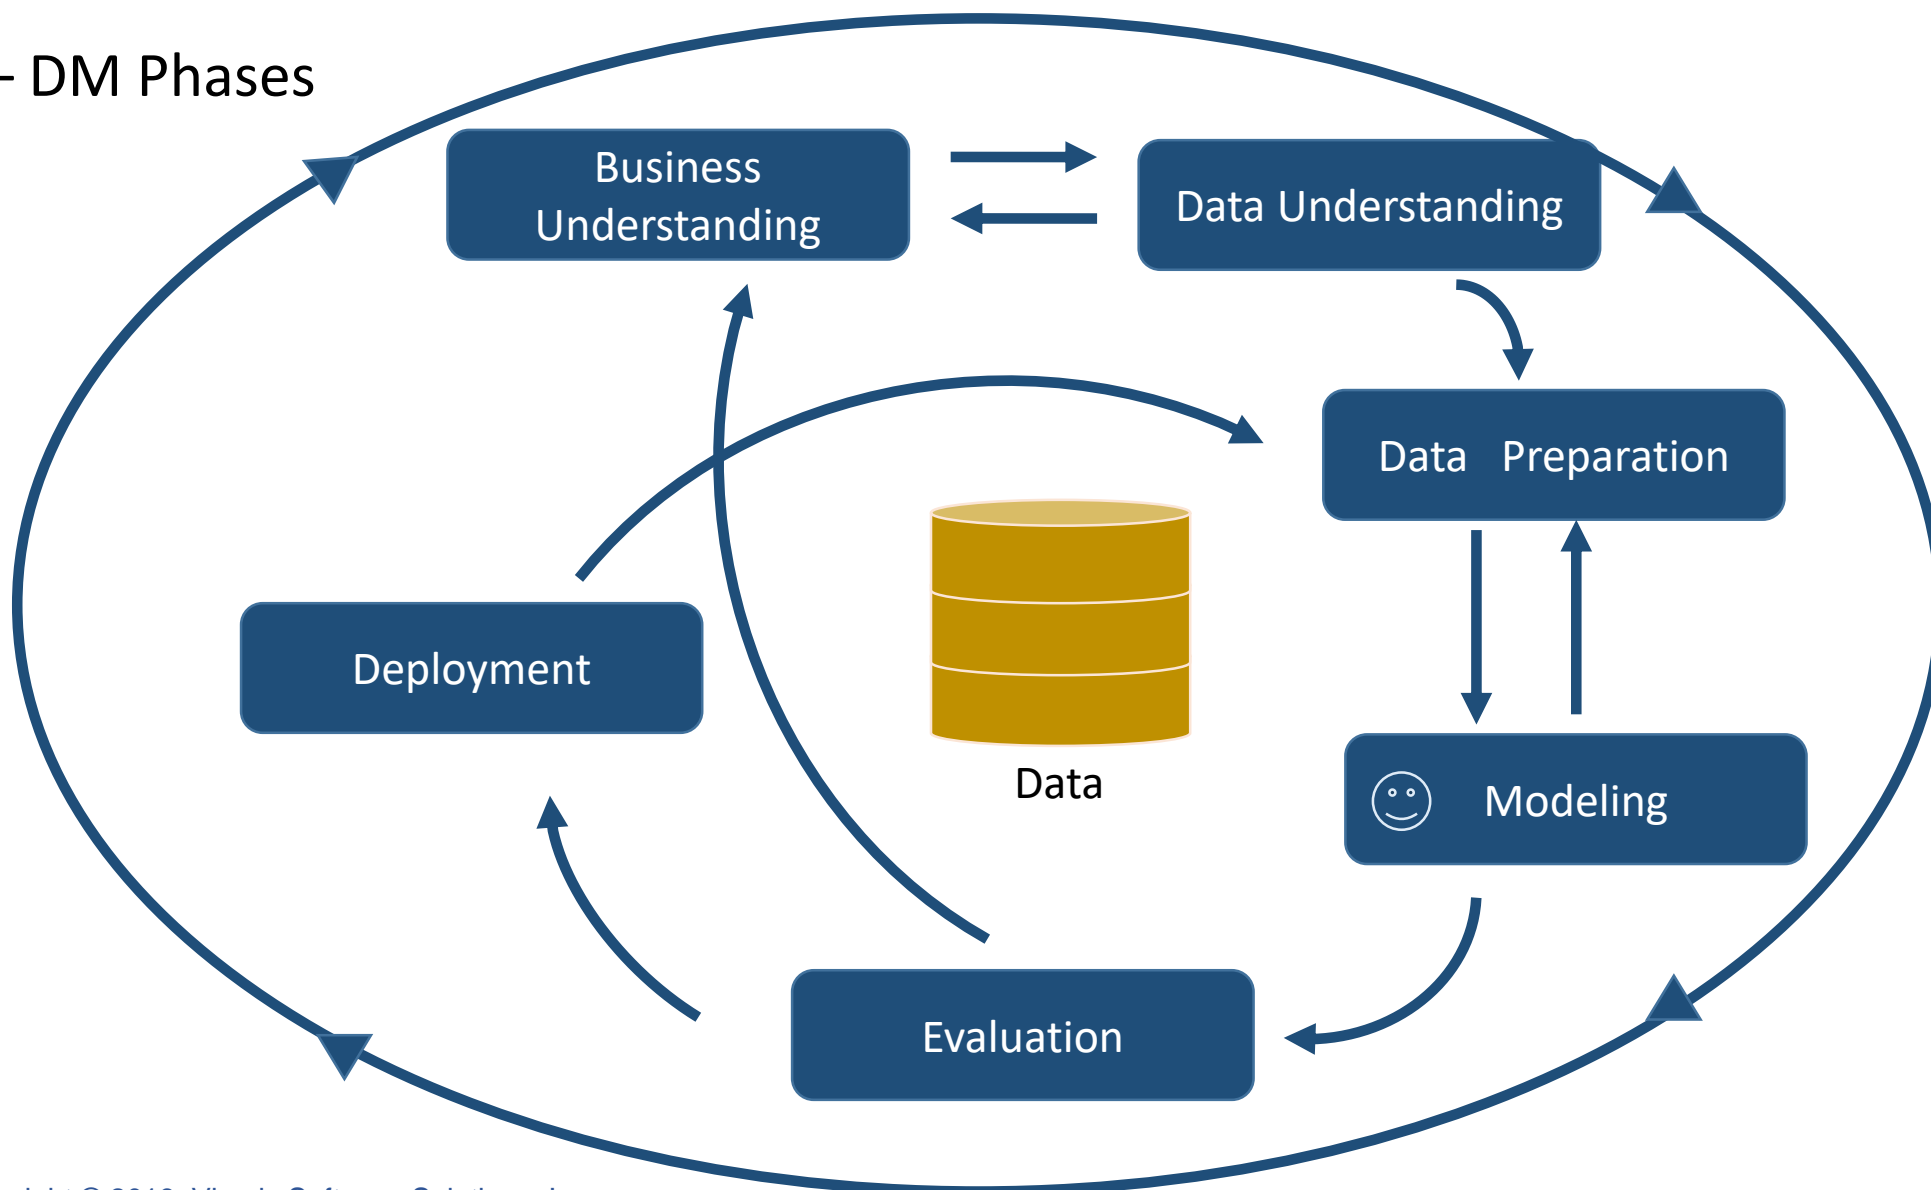 - DM Phases
Business
Understanding
Data Understanding
Data Preparation
Deployment
Data
Modeling
Evaluation